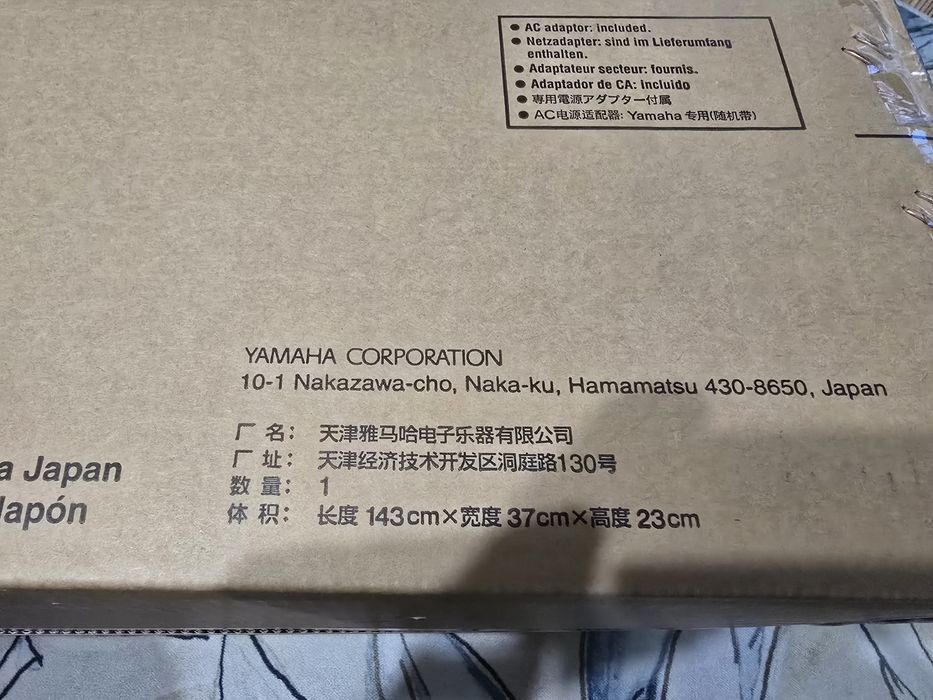 ● AC adaptor: included.
● Netzadapter: sind im Lieferumfang
enthalten.
● Adaptateur secteur: fournis.
● Adaptador de CA: incluido
● 専用電源アダプター付属
● AC电源适配器: Yamaha 专用(随机带)
YAMAHA CORPORATION
10-1 Nakazawa-cho, Naka-ku, Hamamatsu 430-8650, Japan
厂 名: 天津雅马哈电子乐器有限公司
厂 址: 天津经济技术开发区洞庭路130号
数 量: 1
体 积: 长度 143cm×宽度 37cm×高度 23cm
a Japan
Japón